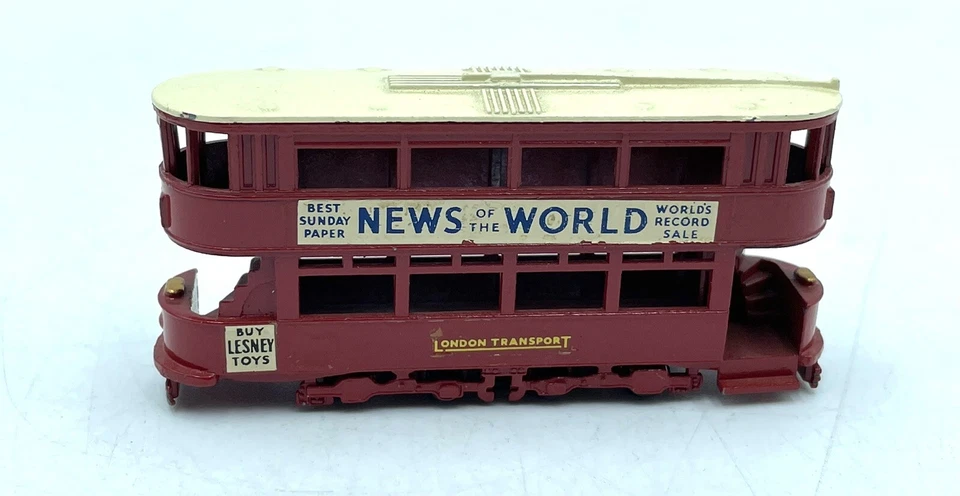 BEST
SUNDAY
PAPER
NEWS OF THE WORLD
WORLD'S
RECORD
SALE
BUY
LESNEY
TOYS
LONDON TRANSPORT